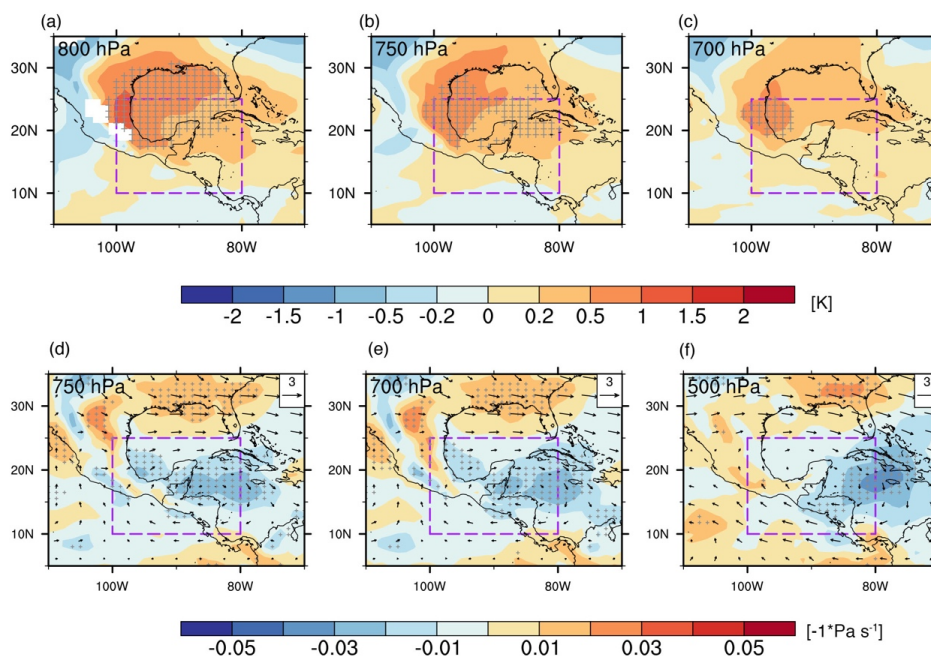 (a)
(b)
(c)
800 hPa
750 hPa
700 hPa
30N
30N
30N
20N
20N
20N
10N
10N
10N
100W
80W
100W
80W
100W
80W
-2
-1.5
-1
-0.5
-0.2
0
0.2
0.5
1
1.5
2
[K]
(d)
(e)
(f)
750 hPa
3
700 hPa
3
500 hPa
3
30N
30N
30N
20N
20N
20N
10N
10N
10N
100W
80W
100W
80W
100W
80W
-0.05
-0.03
-0.01
0.01
0.03
0.05
[-1*Pa s⁻¹]